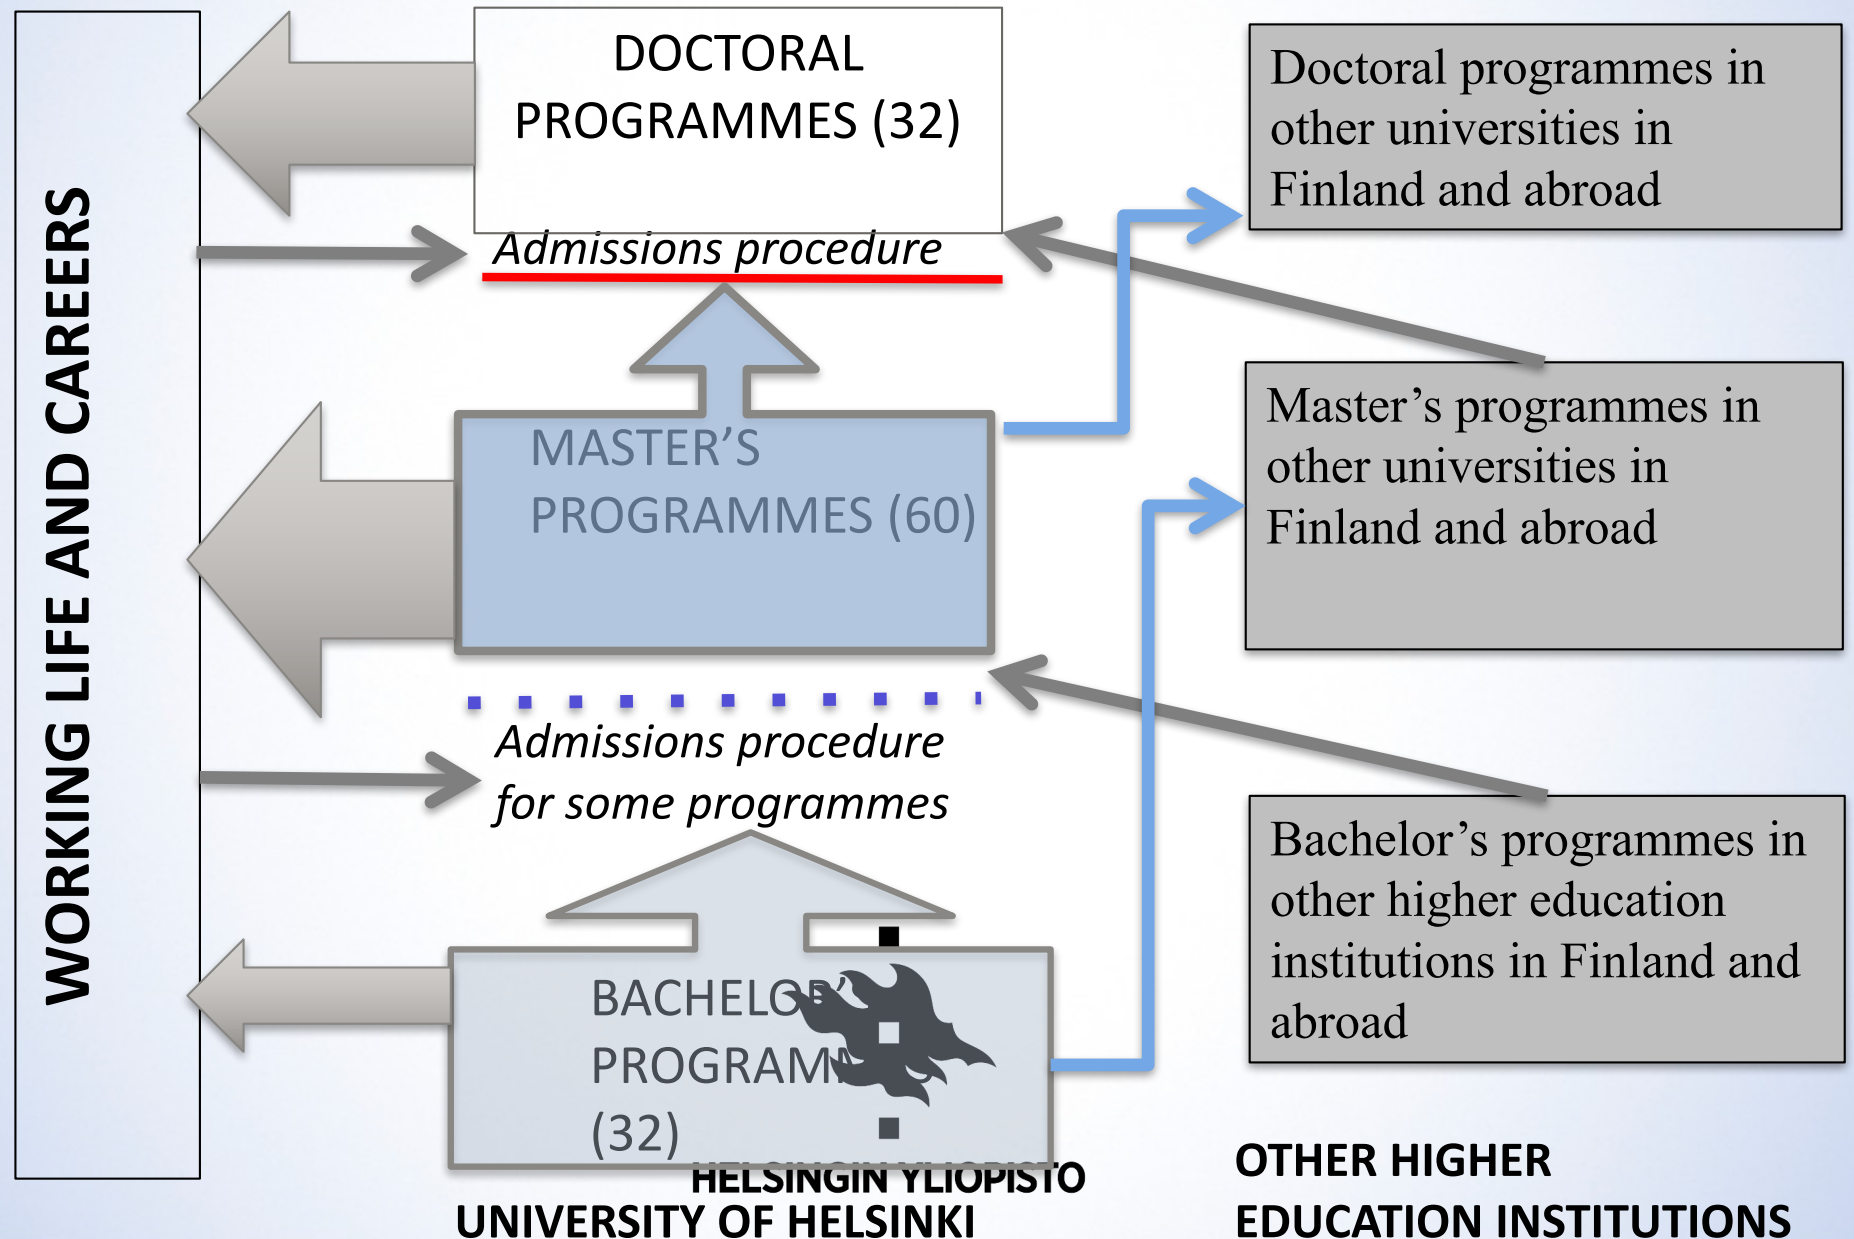 WORKING LIFE AND CAREERS
DOCTORAL
PROGRAMMES (32)
Admissions procedure
MASTER’S
PROGRAMMES (60)
Admissions procedure
for some programmes
BACHELOR’S
PROGRAMMES
(32)
HELSINGIN YLIOPISTO
UNIVERSITY OF HELSINKI
Doctoral programmes in
other universities in
Finland and abroad
Master’s programmes in
other universities in
Finland and abroad
Bachelor’s programmes in
other higher education
institutions in Finland and
abroad
OTHER HIGHER
EDUCATION INSTITUTIONS